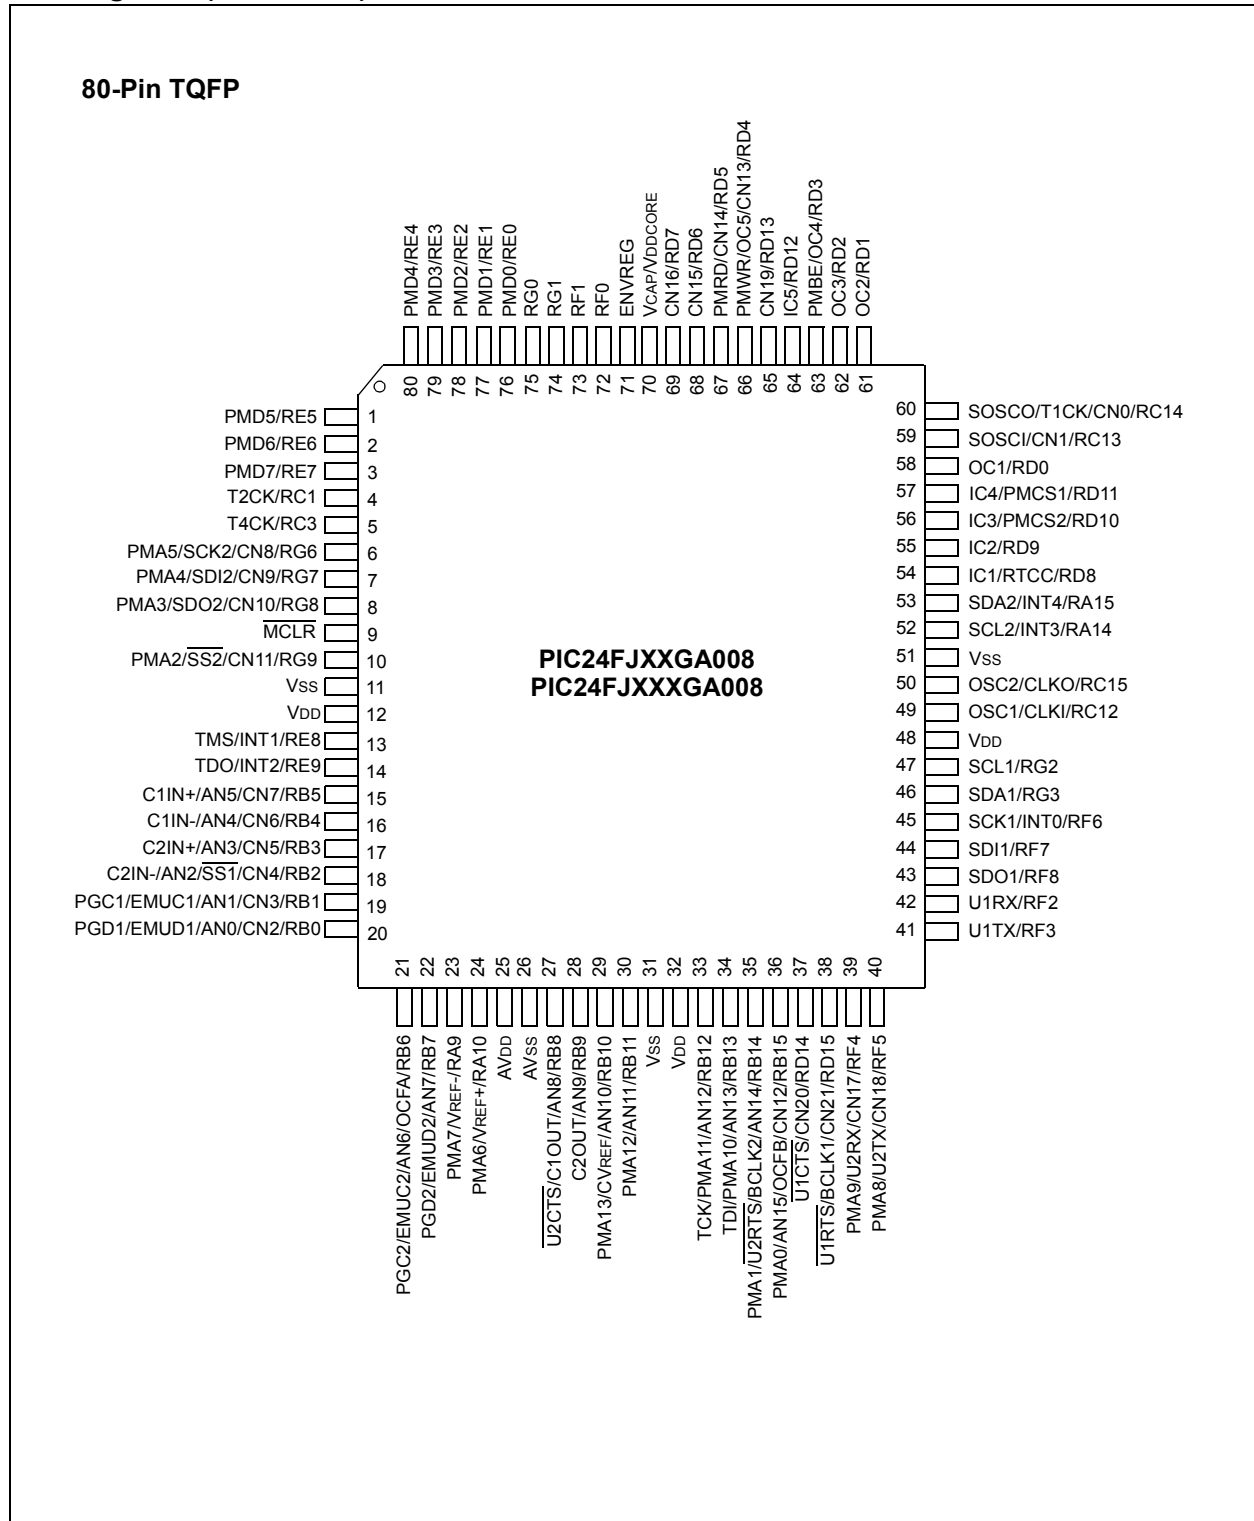 80-Pin TQFP
PMD4/RE4
PMD3/RE3
PMD2/RE2
PMD1/RE1
PMD0/RE0
RG0
RG1
RF1
RF0
ENVREG
VCAP/VDDCORE
CN16/RD7
CN15/RD6
PMRD/CN14/RD5
PMWR/OC5/CN13/RD4
CN19/RD13
IC5/RD12
PMBE/OC4/RD3
OC3/RD2
OC2/RD1
80 79 78 77 76 75 74 73 72 71 70 69 68 67 66 65 64 63 62 61
PMD5/RE5 1
PMD6/RE6 2
PMD7/RE7 3
T2CK/RC1 4
T4CK/RC3 5
PMA5/SCK2/CN8/RG6 6
PMA4/SDI2/CN9/RG7 7
PMA3/SDO2/CN10/RG8 8
MCLR 9
PMA2/SS2/CN11/RG9 10
VSS 11
VDD 12
TMS/INT1/RE8 13
TDO/INT2/RE9 14
C1IN+/AN5/CN7/RB5 15
C1IN-/AN4/CN6/RB4 16
C2IN+/AN3/CN5/RB3 17
C2IN-/AN2/SS1/CN4/RB2 18
PGC1/EMUC1/AN1/CN3/RB1 19
PGD1/EMUD1/AN0/CN2/RB0 20
PIC24FJXXGA008
PIC24FJXXXGA008
60 SOSCO/T1CK/CN0/RC14
59 SOSCI/CN1/RC13
58 OC1/RD0
57 IC4/PMCS1/RD11
56 IC3/PMCS2/RD10
55 IC2/RD9
54 IC1/RTCC/RD8
53 SDA2/INT4/RA15
52 SCL2/INT3/RA14
51 VSS
50 OSC2/CLKO/RC15
49 OSC1/CLKI/RC12
48 VDD
47 SCL1/RG2
46 SDA1/RG3
45 SCK1/INT0/RF6
44 SDI1/RF7
43 SDO1/RF8
42 U1RX/RF2
41 U1TX/RF3
21 22 23 24 25 26 27 28 29 30 31 32 33 34 35 36 37 38 39 40
PGC2/EMUC2/AN6/OCFA/RB6
PGD2/EMUD2/AN7/RB7
PMA7/VREF-/RA9
PMA6/VREF+/RA10
AVDD
AVSS
U2CTS/C1OUT/AN8/RB8
C2OUT/AN9/RB9
PMA13/CVREF/AN10/RB10
PMA12/AN11/RB11
VSS
VDD
TCK/PMA11/AN12/RB12
TDI/PMA10/AN13/RB13
PMA1/U2RTS/BCLK2/AN14/RB14
PMA0/AN15/OCFB/CN12/RB15
U1CTS/CN20/RD14
U1RTS/BCLK1/CN21/RD15
PMA9/U2RX/CN17/RF4
PMA8/U2TX/CN18/RF5